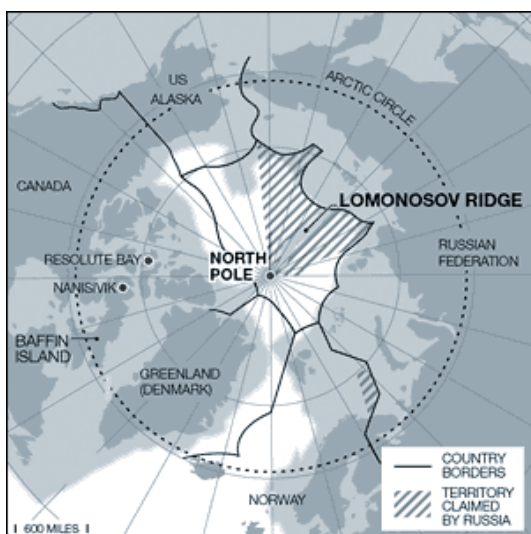 US
ALASKA
ARCTIC CIRCLE
CANADA
LOMONOSOV RIDGE
RESOLUTE BAY
NORTH
POLE
RUSSIAN
FEDERATION
NANISIVIK
BAFFIN
ISLAND
GREENLAND
(DENMARK)
NORWAY
COUNTRY
BORDERS
TERRITORY
CLAIMED
BY RUSSIA
600 MILES